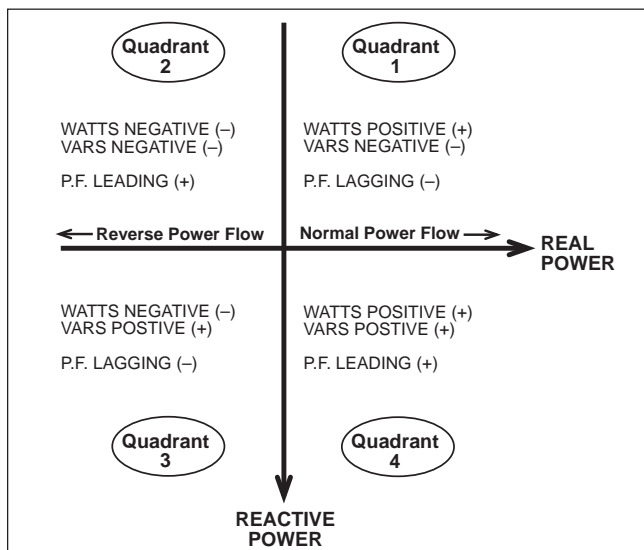 Quadrant
2
Quadrant
1
WATTS NEGATIVE (–)
VARS NEGATIVE (–)
P.F. LEADING (+)
WATTS POSITIVE (+)
VARS NEGATIVE (–)
P.F. LAGGING (–)
Reverse Power Flow
Normal Power Flow
REAL
POWER
WATTS NEGATIVE (–)
VARS POSTIVE (+)
P.F. LAGGING (–)
WATTS POSITIVE (+)
VARS POSTIVE (+)
P.F. LEADING (+)
Quadrant
3
Quadrant
4
REACTIVE
POWER